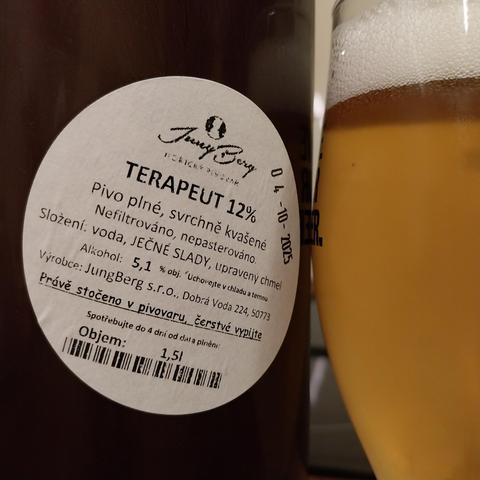 JungBerg
TERAPEUT 12%
Pivo plné, svrchně kvašené
Nefiltrováno, nepasterováno.
Složení: voda, JEČNÉ SLADY, upravený chmel
Alkohol: 5,1 % obj. Uchovejte v chladu a temnu
Výrobce: JungBerg s.r.o., Dobrá Voda 224, 50773
Právě stočeno v pivovaru, čerstvé vypijte
Spotřebujte do 4 dní od data plnění
Objem: 1,5l
04-10-2025